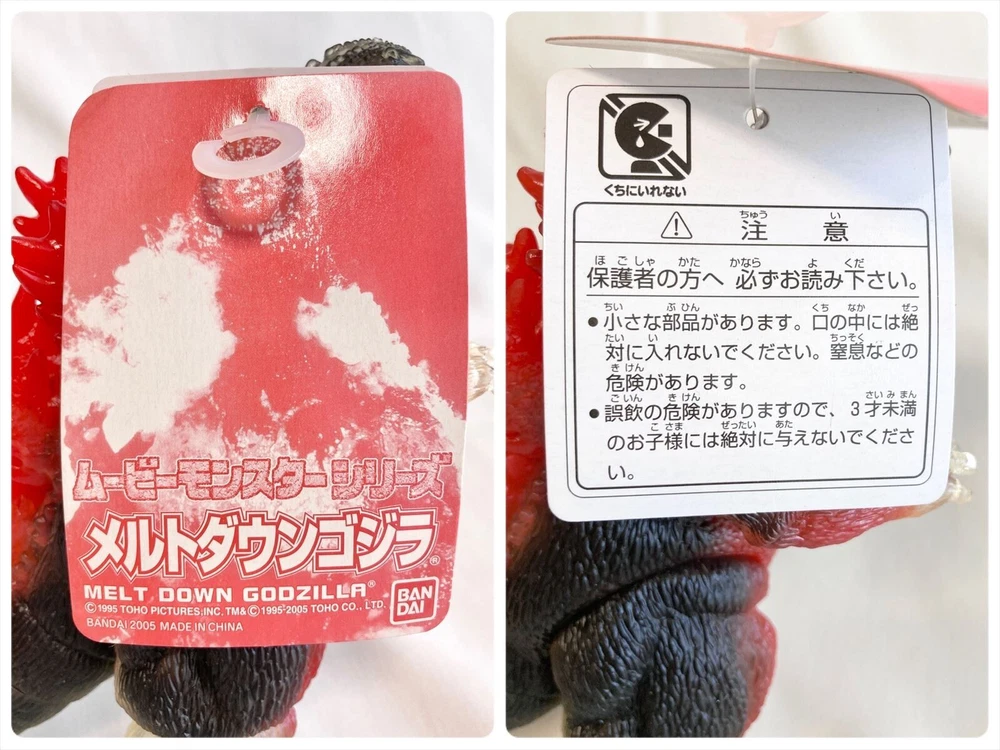 ムービーモンスターシリーズ
メルトダウンゴジラ®
MELT DOWN GODZILLA®
©1995 TOHO PICTURES,INC. TM&©1995-2005 TOHO CO., LTD.
BANDAI 2005 MADE IN CHINA
BAN
DAI
くちにいれない
ちゅう い
注 意
ほごしゃ かた かなら よ くだ
保護者の方へ 必ずお読み下さい。
ちい ぶひん くち なか ぜっ
●小さな部品があります。口の中には絶
たい い ちっそく
対に入れないでください。窒息などの
きけん
危険があります。
ごいん きけん さいみまん
●誤飲の危険がありますので、3才未満
こさま ぜったい あた
のお子様には絶対に与えないでくださ
い。